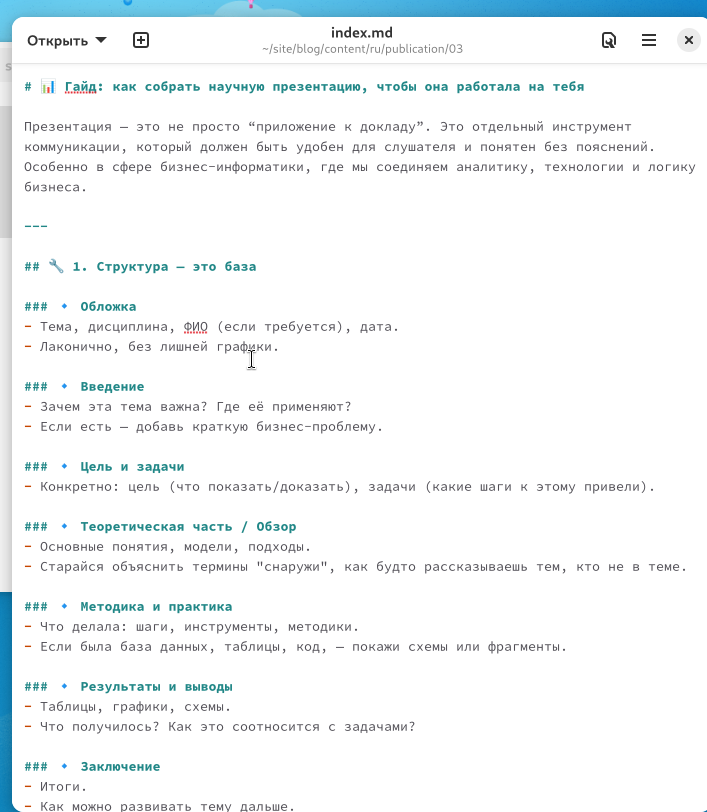 Открыть
index.md
~/site/blog/content/ru/publication/03
# 📊 Гайд: как собрать научную презентацию, чтобы она работала на тебя
Презентация — это не просто “приложение к докладу”. Это отдельный инструмент
коммуникации, который должен быть удобен для слушателя и понятен без пояснений.
Особенно в сфере бизнес-информатики, где мы соединяем аналитику, технологии и логику
бизнеса.
---
## 🔧 1. Структура — это база
### 🔹 Обложка
- Тема, дисциплина, ФИО (если требуется), дата.
- Лаконично, без лишней графики.
### 🔹 Введение
- Зачем эта тема важна? Где её применяют?
- Если есть — добавь краткую бизнес-проблему.
### 🔹 Цель и задачи
- Конкретно: цель (что показать/доказать), задачи (какие шаги к этому привели).
### 🔹 Теоретическая часть / Обзор
- Основные понятия, модели, подходы.
- Старайся объяснить термины "снаружи", как будто рассказываешь тем, кто не в теме.
### 🔹 Методика и практика
- Что делала: шаги, инструменты, методики.
- Если была база данных, таблицы, код, — покажи схемы или фрагменты.
### 🔹 Результаты и выводы
- Таблицы, графики, схемы.
- Что получилось? Как это соотносится с задачами?
### 🔹 Заключение
- Итоги.
- Как можно развивать тему дальше.